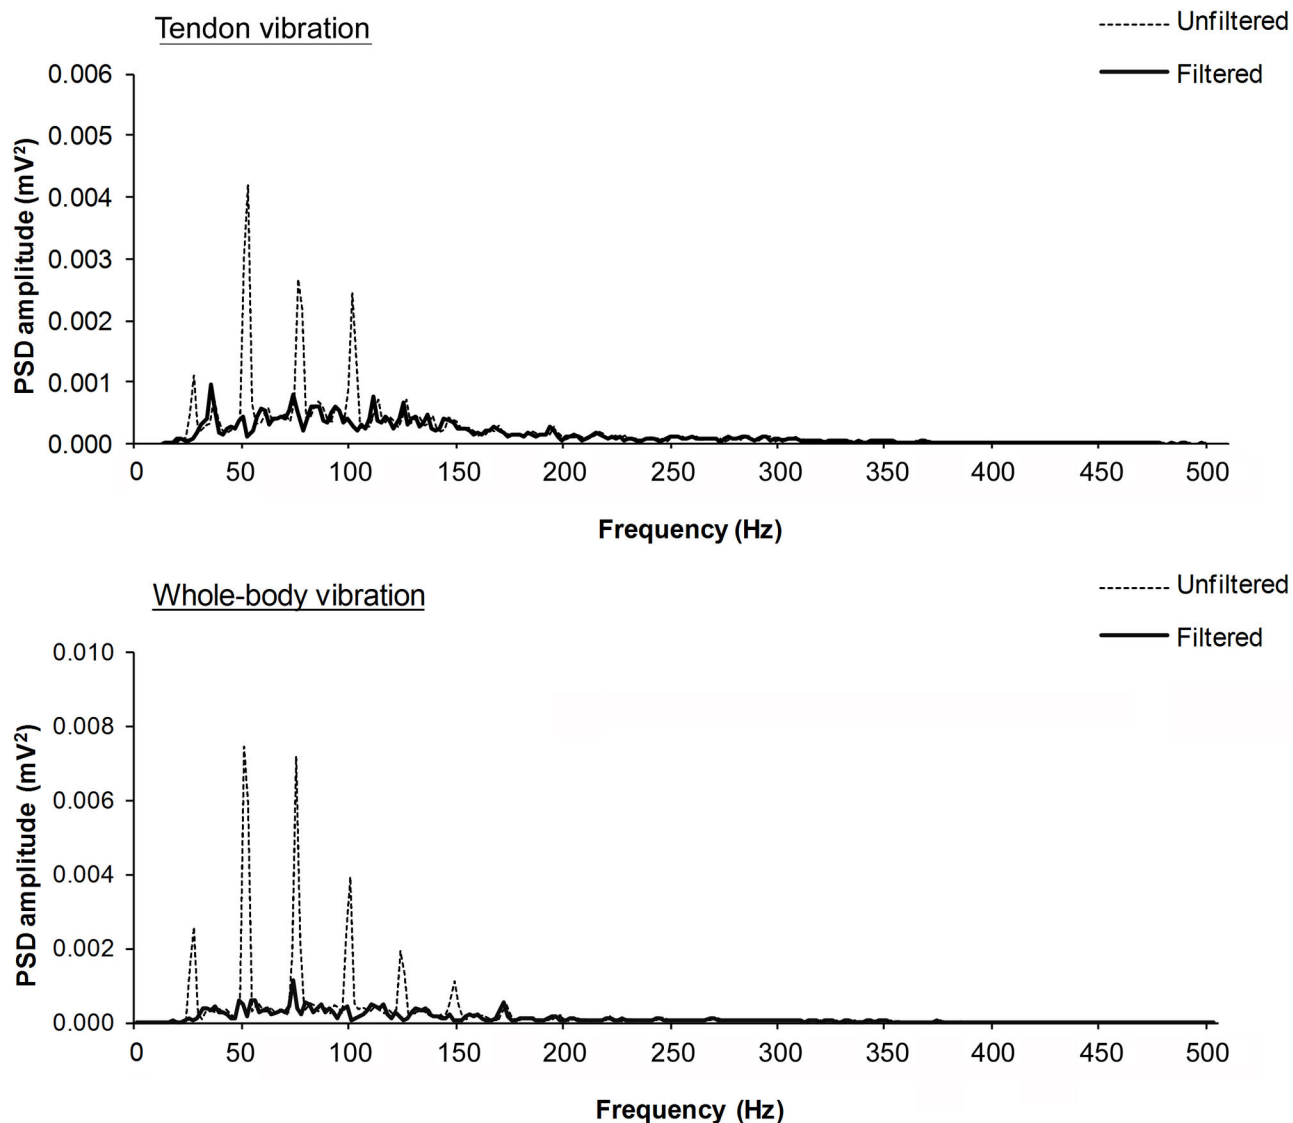 Tendon vibration
Unfiltered
Filtered
0.006
0.005
0.004
0.003
0.002
0.001
0.000
PSD amplitude (mV²)
0 50 100 150 200 250 300 350 400 450 500
Frequency (Hz)
Whole-body vibration
Unfiltered
Filtered
0.010
0.008
0.006
0.004
0.002
0.000
PSD amplitude (mV²)
0 50 100 150 200 250 300 350 400 450 500
Frequency (Hz)